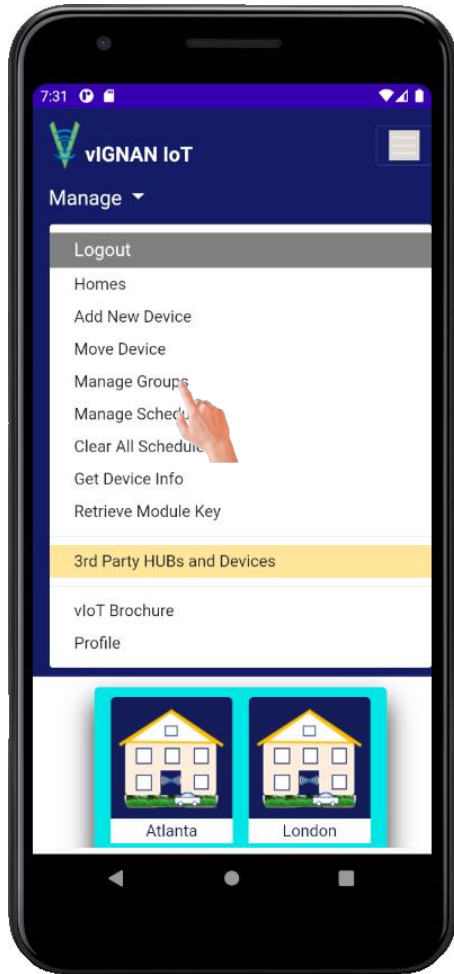 7:31
vIGNAN IoT
Manage
Logout
Homes
Add New Device
Move Device
Manage Groups
Manage
Clear All
Get Device Info
Retrieve Module Key
3rd Party HUBs and Devices
vIoT Brochure
Profile
Atlanta London